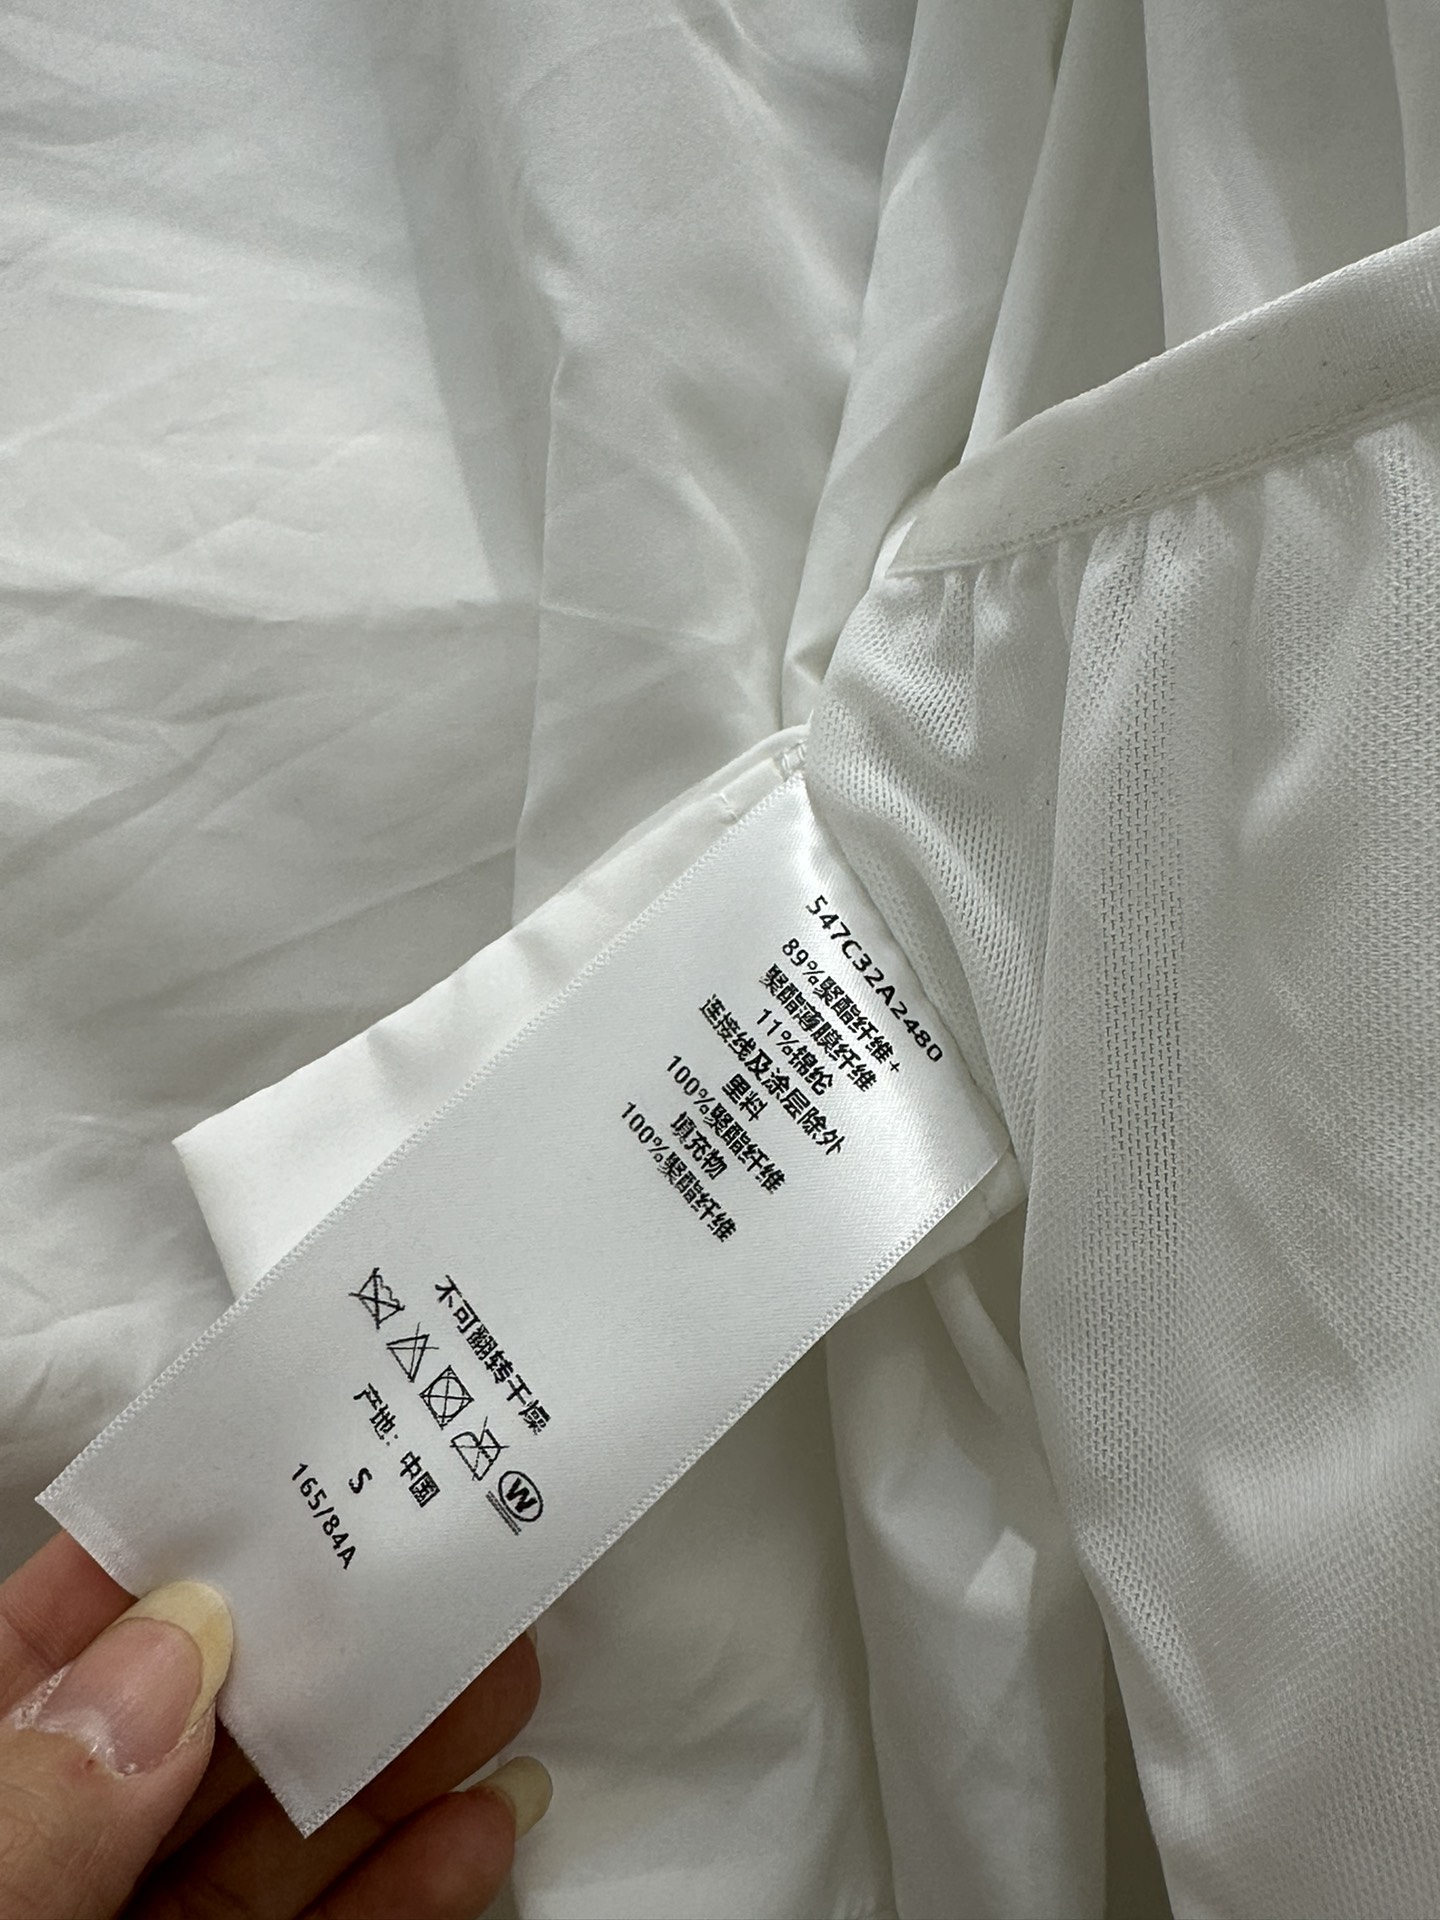 547C32A2480
89%聚酯纤维+
聚酯薄膜纤维
11%锦纶
连接线及涂层除外
里料
100%聚酯纤维
填充物
100%聚酯纤维
不可翻转干燥
W
产地：中国
S
165/84A